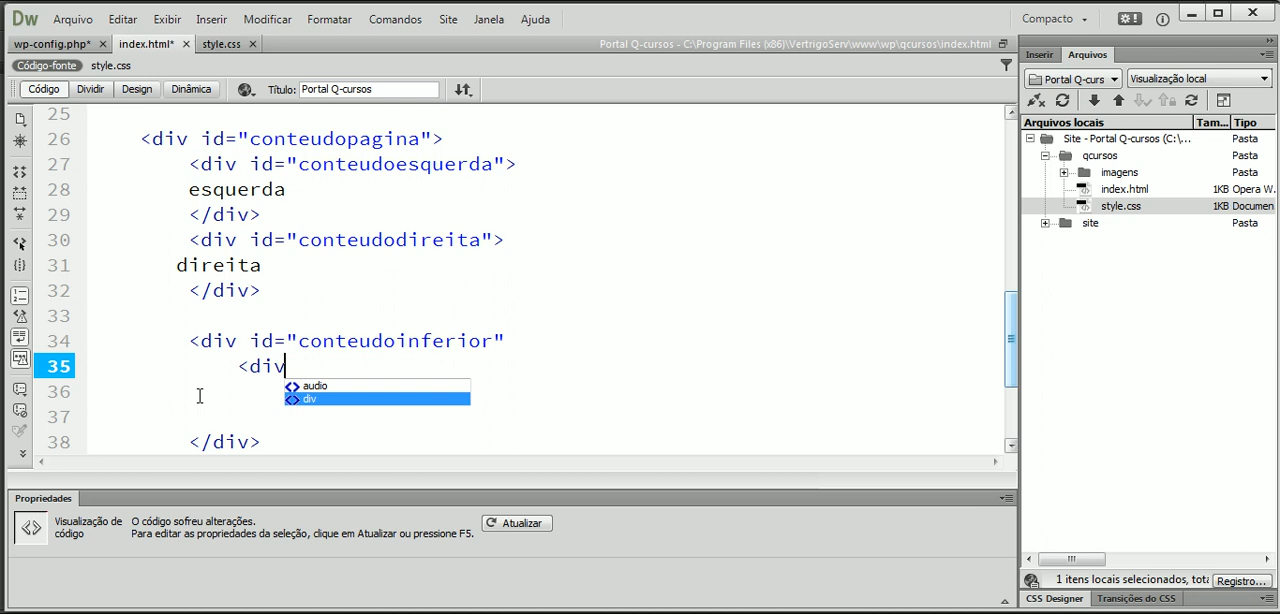 Dw Arquivo Editar Exibir Inserir Modificar Formatar Comandos Site Janela Ajuda Compacto
wp-config.php* index.html* style.css Portal Q-cursos - C:\Program Files (x86)\VertrigoServ\www\wp\qcursos\index.html
Código-fonte style.css
Código Dividir Design Dinâmica Título: Portal Q-cursos
25
26 <div id="conteudopagina">
27 <div id="conteudoesquerda">
28 esquerda
29 </div>
30 <div id="conteudodireita">
31 direita
32 </div>
33
34 <div id="conteudoinferior"
35 <div
audio
36 div
37
38 </div>
Propriedades
Visualização de código
O código sofreu alterações.
Para editar as propriedades da seleção, clique em Atualizar ou pressione F5.
Atualizar
Inserir Arquivos
Portal Q-curs Visualização local
Arquivos locais Tam... Tipo
Site - Portal Q-cursos (C:\... Pasta
qcursos Pasta
imagens Pasta
index.html 1KB Opera W.
style.css 1KB Documen
site Pasta
1 itens locais selecionados, tota Registro...
CSS Designer Transições do CSS